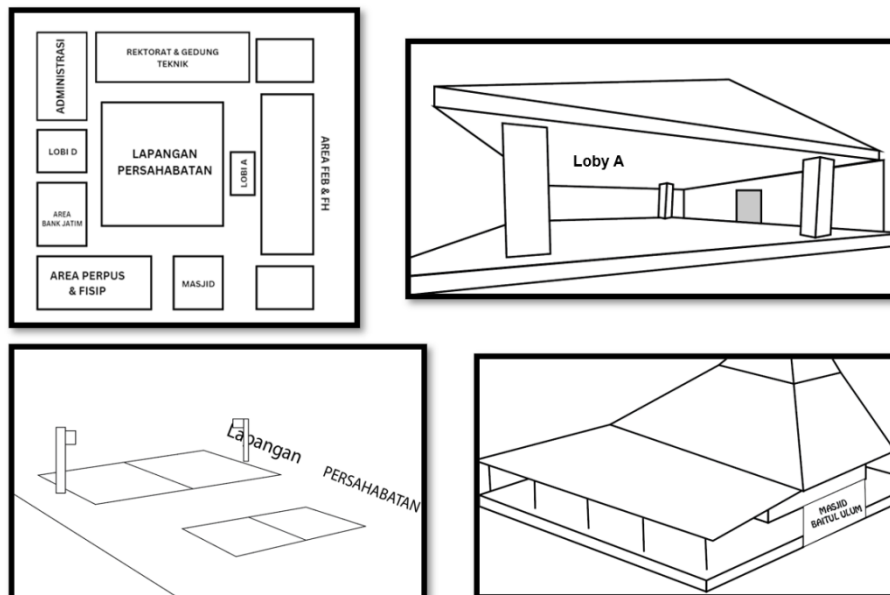 ADMINISTRASI
REKTORAT & GEDUNG
TEKNIK
LOBI D
LAPANGAN
PERSAHABATAN
LOBI A
AREA FEB & FH
AREA
BANK JATIM
AREA PERPUS
& FISIP
MASJID
Loby A
Lapangan
PERSAHABATAN
MASJID
BAITUL ULUM